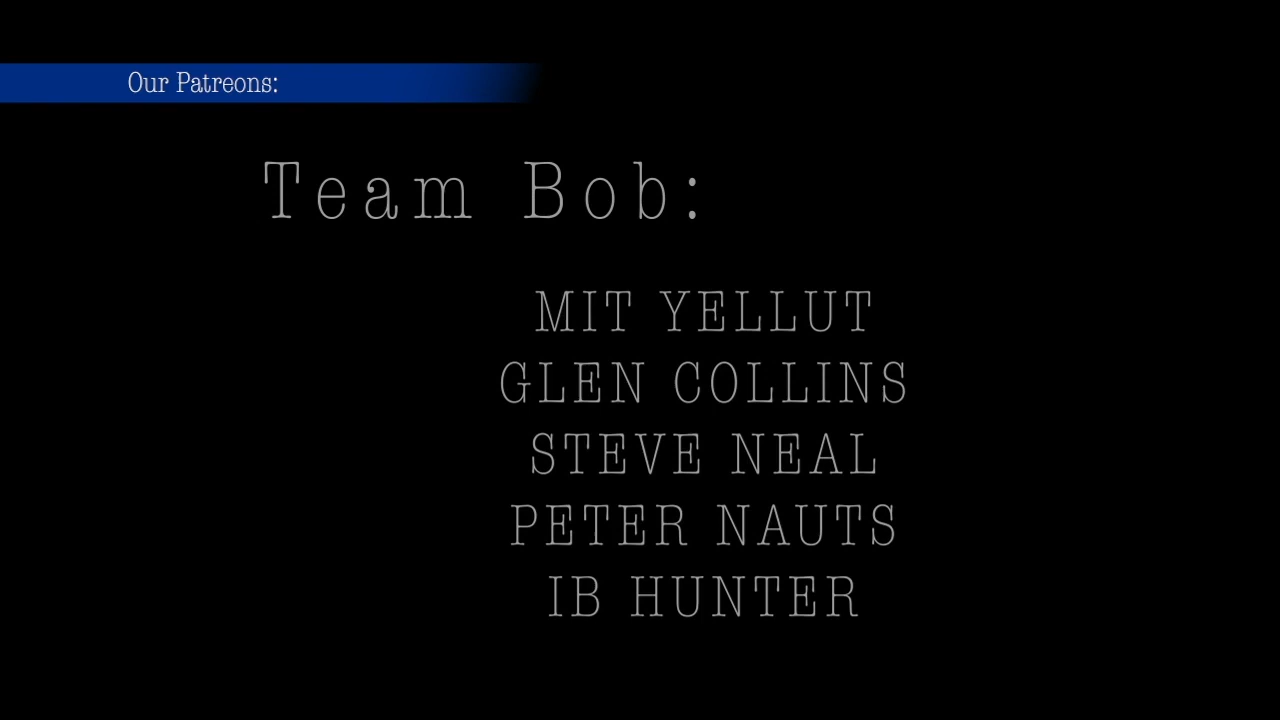 Our Patreons:
Team Bob:
MIT YELLUT
GLEN COLLINS
STEVE NEAL
PETER NAUTS
IB HUNTER